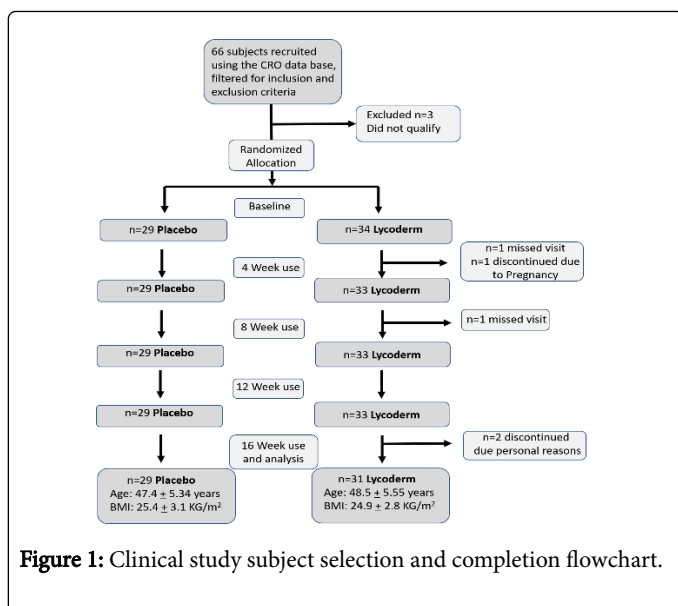 66 subjects recruited
using the CRO data base,
filtered for inclusion and
exclusion criteria
Excluded n=3
Did not qualify
Randomized
Allocation
Baseline
n=29 Placebo
n=34 Lycoderm
n=1 missed visit
n=1 discontinued due
to Pregnancy
4 Week use
n=29 Placebo
n=33 Lycoderm
n=1 missed visit
8 Week use
n=29 Placebo
n=33 Lycoderm
12 Week use
n=29 Placebo
n=33 Lycoderm
16 Week use
and analysis
n=2 discontinued
due personal reasons
n=29 Placebo
Age: 47.4 ± 5.34 years
BMI: 25.4 ± 3.1 KG/m²
n=31 Lycoderm
Age: 48.5 ± 5.55 years
BMI: 24.9 ± 2.8 KG/m²
Figure 1: Clinical study subject selection and completion flowchart.